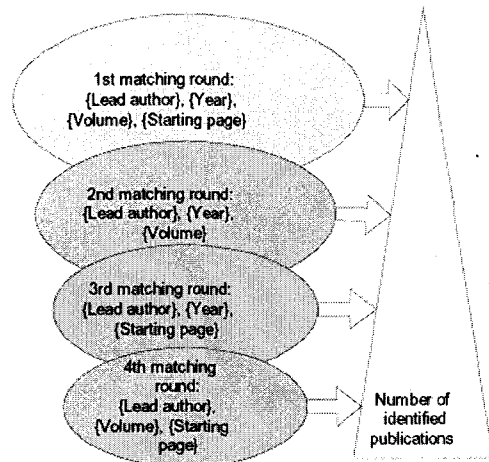 1st matching round:
{Lead author}, {Year},
{Volume}, {Starting page}
2nd matching round:
{Lead author}, {Year},
{Volume}
3rd matching round:
{Lead author}, {Year},
{Starting page}
4th matching
round:
{Lead author},
{Volume}, {Starting
page}
Number of
identified
publications